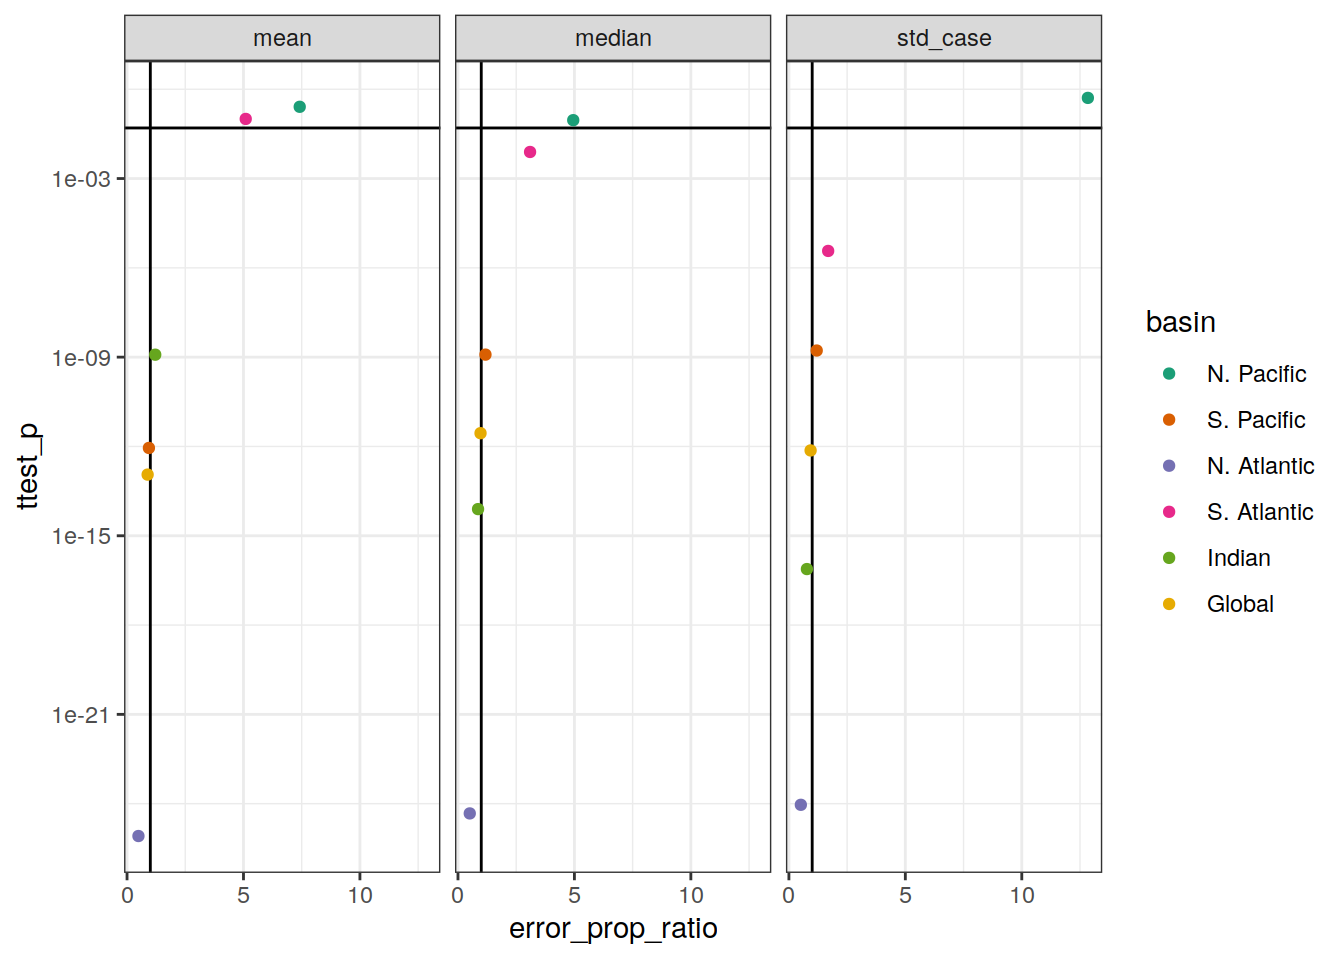 mean
median
std_case
ttest_p
1e-03
1e-09
1e-15
1e-21
0 5 10
0 5 10
0 5 10
error_prop_ratio
basin
N. Pacific
S. Pacific
N. Atlantic
S. Atlantic
Indian
Global